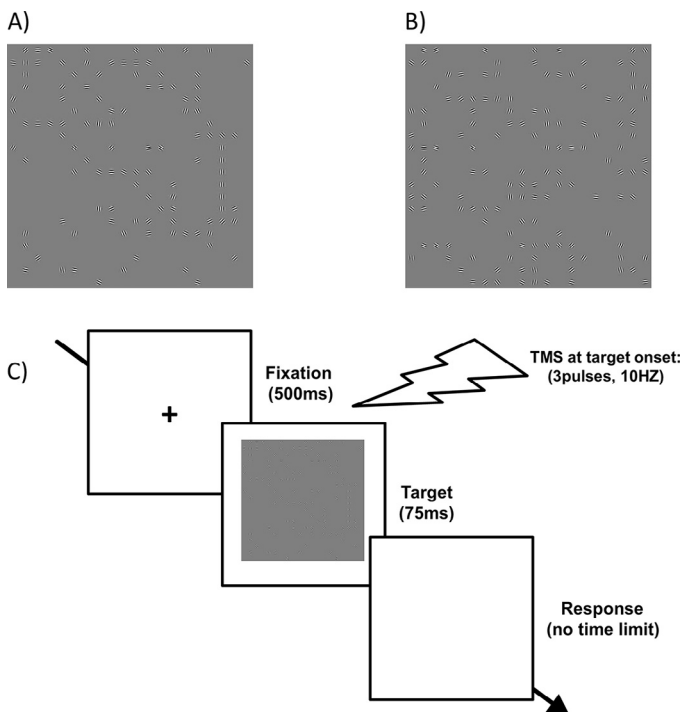 A)
B)
C)
Fixation
(500ms)
TMS at target onset:
(3pulses, 10HZ)
Target
(75ms)
Response
(no time limit)